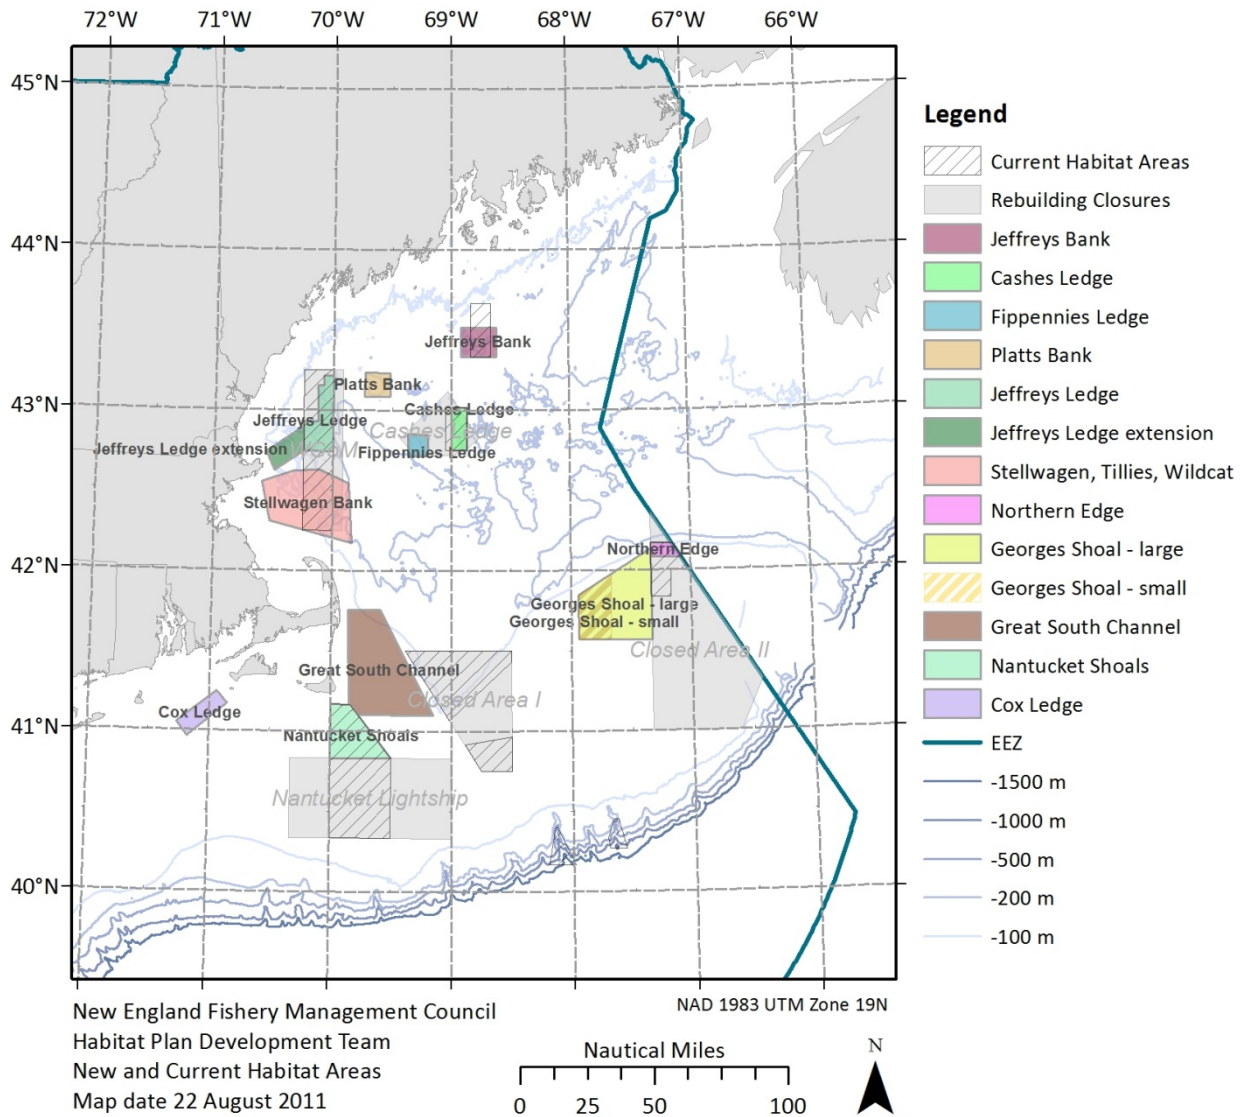 72°W 71°W 70°W 69°W 68°W 67°W 66°W
45°N
44°N
43°N
42°N
41°N
40°N
Jeffreys Bank
Platts Bank
Cashes Ledge
Jeffreys Ledge
Cashes Ledge
Jeffreys Ledge extension
Fippennies Ledge
Stellwagen Bank
Northern Edge
Georges Shoal - large
Georges Shoal - small
Closed Area II
Great South Channel
Closed Area I
Cox Ledge
Nantucket Shoals
Nantucket Lightship
Legend
Current Habitat Areas
Rebuilding Closures
Jeffreys Bank
Cashes Ledge
Fippennies Ledge
Platts Bank
Jeffreys Ledge
Jeffreys Ledge extension
Stellwagen, Tillies, Wildcat
Northern Edge
Georges Shoal - large
Georges Shoal - small
Great South Channel
Nantucket Shoals
Cox Ledge
EEZ
-1500 m
-1000 m
-500 m
-200 m
-100 m
New England Fishery Management Council
Habitat Plan Development Team
New and Current Habitat Areas
Map date 22 August 2011
NAD 1983 UTM Zone 19N
Nautical Miles
0 25 50 100
N